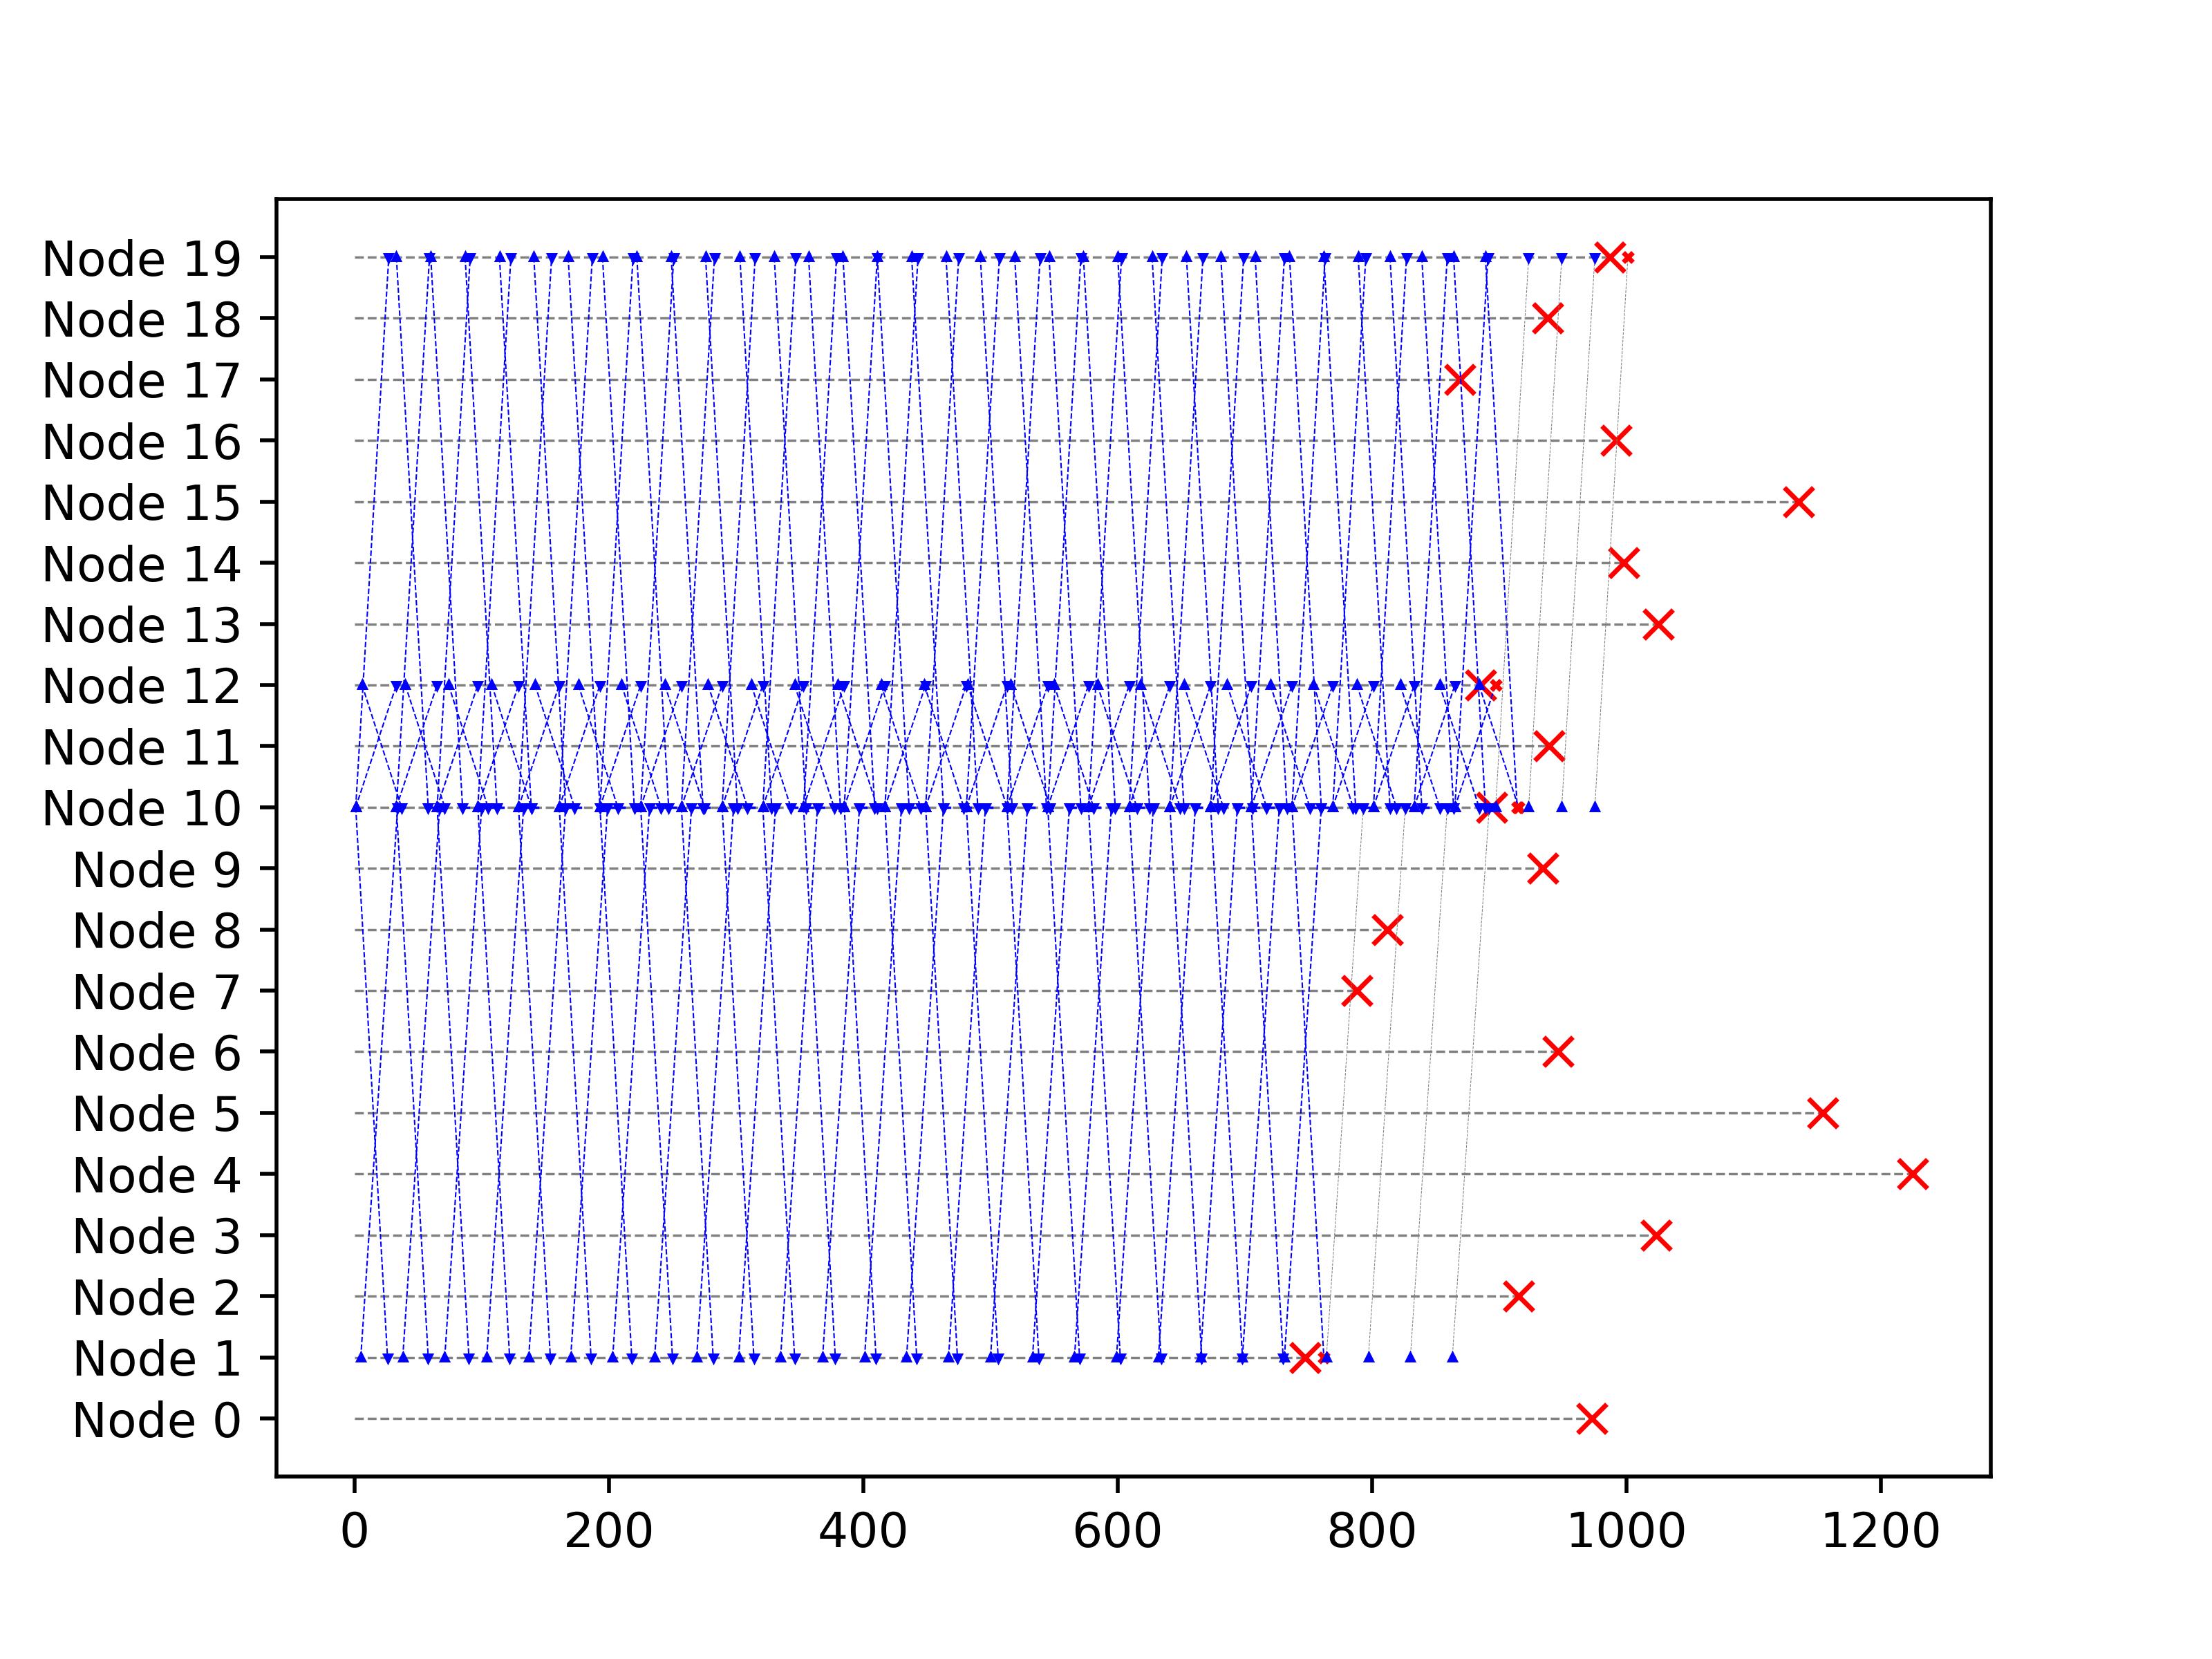 Node 19
Node 18
Node 17
Node 16
Node 15
Node 14
Node 13
Node 12
Node 11
Node 10
Node 9
Node 8
Node 7
Node 6
Node 5
Node 4
Node 3
Node 2
Node 1
Node 0
0 200 400 600 800 1000 1200